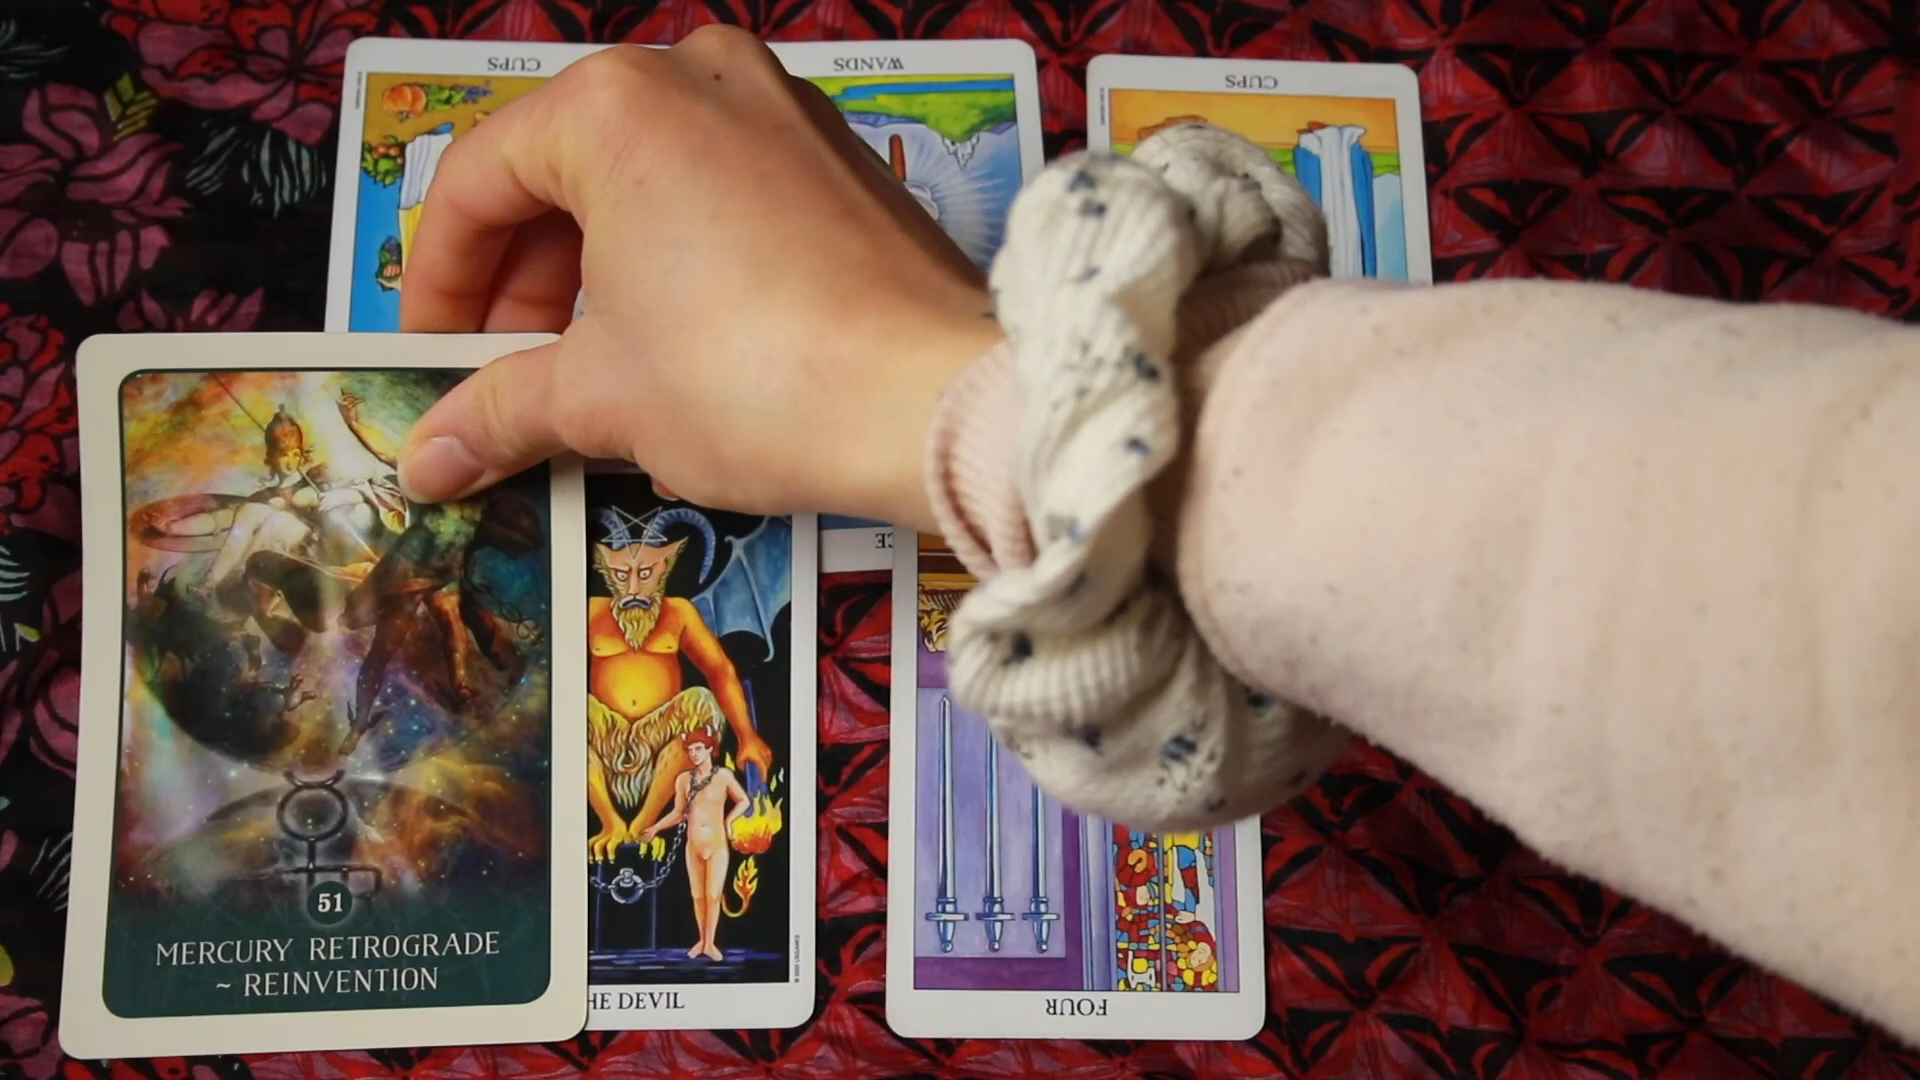 CUPS
WANDS
CUPS
CE
51
MERCURY RETROGRADE
~ REINVENTION
HE DEVIL
FOUR